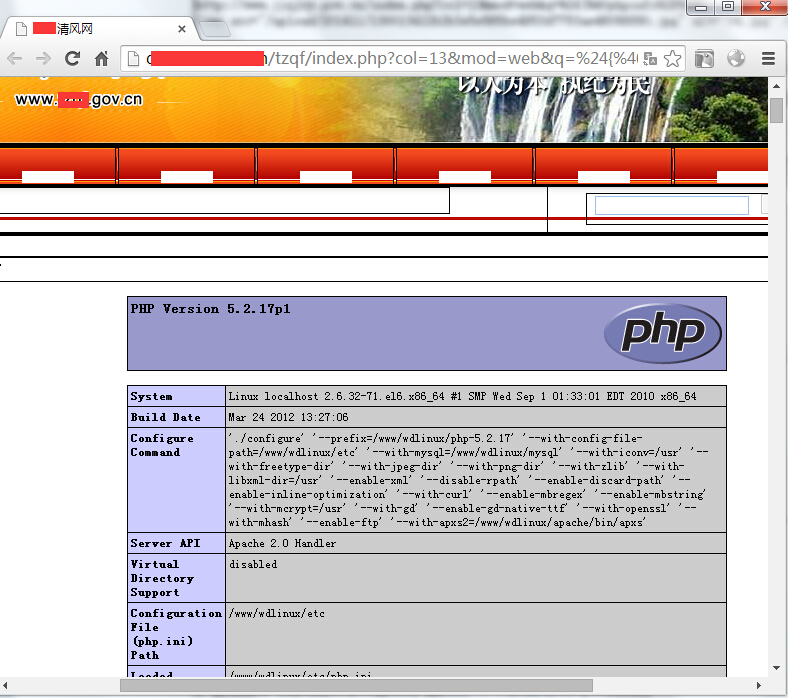 清风网
/tzqf/index.php?col=13&mod=web&q=%24{%4
www. .gov.cn
以人为本 执纪为民
PHP Version 5.2.17p1
php
System
Linux localhost 2.6.32-71.el6.x86_64 #1 SMP Wed Sep 1 01:33:01 EDT 2010 x86_64
Build Date
Mar 24 2012 13:27:06
Configure
Command
'./configure' '--prefix=/www/wdlinux/php-5.2.17' '--with-config-file-
path=/www/wdlinux/etc' '--with-mysql=/www/wdlinux/mysql' '--with-iconv=/usr' '--
with-freetype-dir' '--with-jpeg-dir' '--with-png-dir' '--with-zlib' '--with-
libxml-dir=/usr' '--enable-xml' '--disable-rpath' '--enable-discard-path' '--
enable-inline-optimization' '--with-curl' '--enable-mbregex' '--enable-mbstring'
'--with-mcrypt=/usr' '--with-gd' '--enable-gd-native-ttf' '--with-openssl' '--
with-mhash' '--enable-ftp' '--with-apxs2=/www/wdlinux/apache/bin/apxs'
Server API
Apache 2.0 Handler
Virtual
Directory
Support
disabled
Configuration
File
(php.ini)
Path
/www/wdlinux/etc
Loaded
/www/wdlinux/etc/php.ini